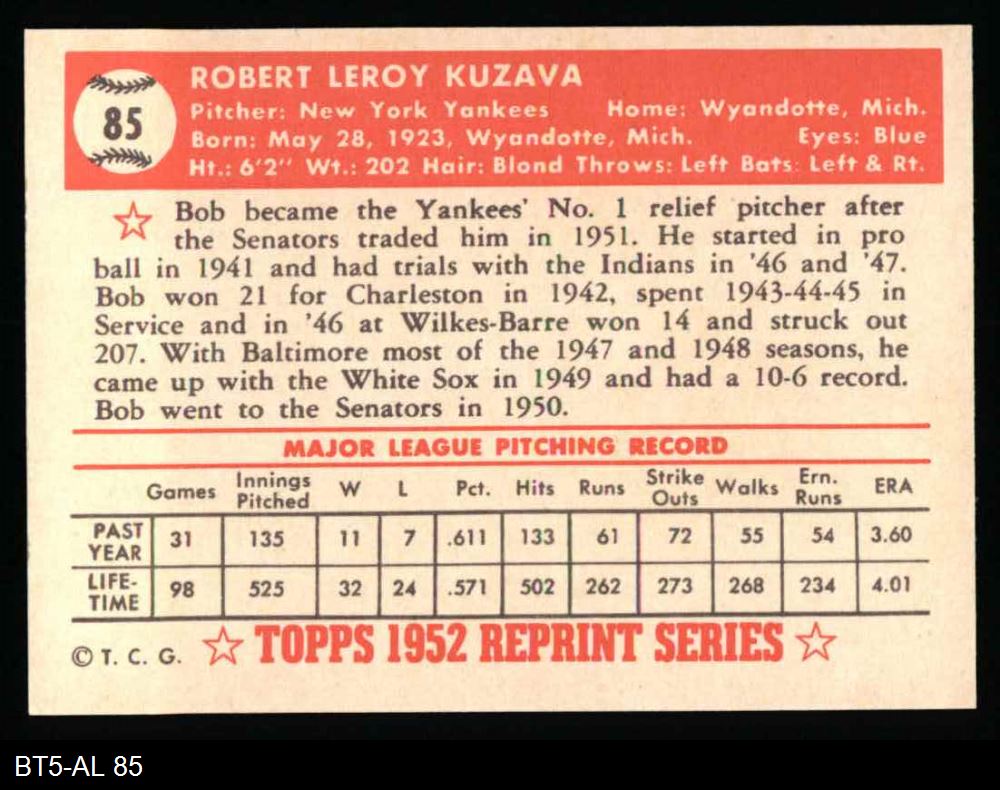 85
ROBERT LEROY KUZAVA
Pitcher: New York Yankees Home: Wyandotte, Mich.
Born: May 28, 1923, Wyandotte, Mich. Eyes: Blue
Ht.: 6'2" Wt.: 202 Hair: Blond Throws: Left Bats: Left & Rt.
Bob became the Yankees' No. 1 relief pitcher after
the Senators traded him in 1951. He started in pro
ball in 1941 and had trials with the Indians in '46 and '47.
Bob won 21 for Charleston in 1942, spent 1943-44-45 in
Service and in '46 at Wilkes-Barre won 14 and struck out
207. With Baltimore most of the 1947 and 1948 seasons, he
came up with the White Sox in 1949 and had a 10-6 record.
Bob went to the Senators in 1950.
MAJOR LEAGUE PITCHING RECORD
Games Innings Pitched W L Pct. Hits Runs Strike Outs Walks Ern. Runs ERA
PAST YEAR 31 135 11 7 .611 133 61 72 55 54 3.60
LIFE-TIME 98 525 32 24 .571 502 262 273 268 234 4.01
© T. C. G. TOPPS 1952 REPRINT SERIES
BT5-AL 85